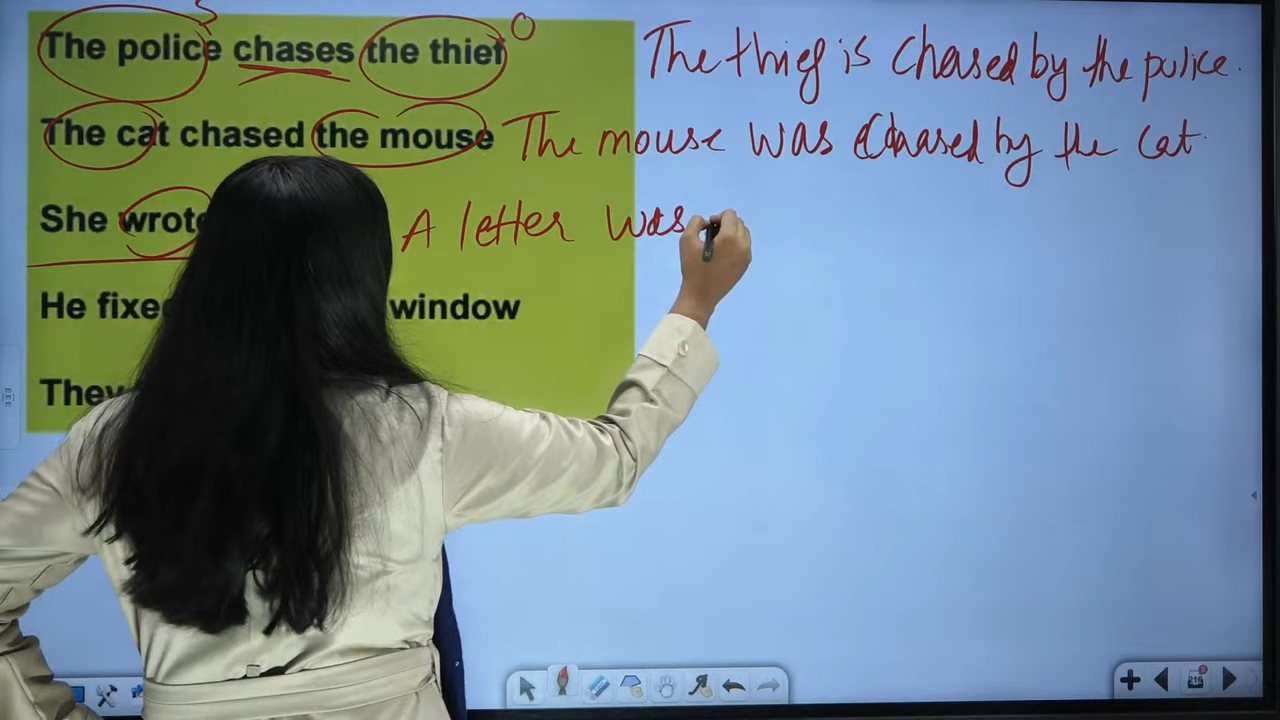 The police chases the thief S O The thief is chased by the police.
The cat chased the mouse The mouse was chased by the cat.
She wrote A letter was
He fixed window
They